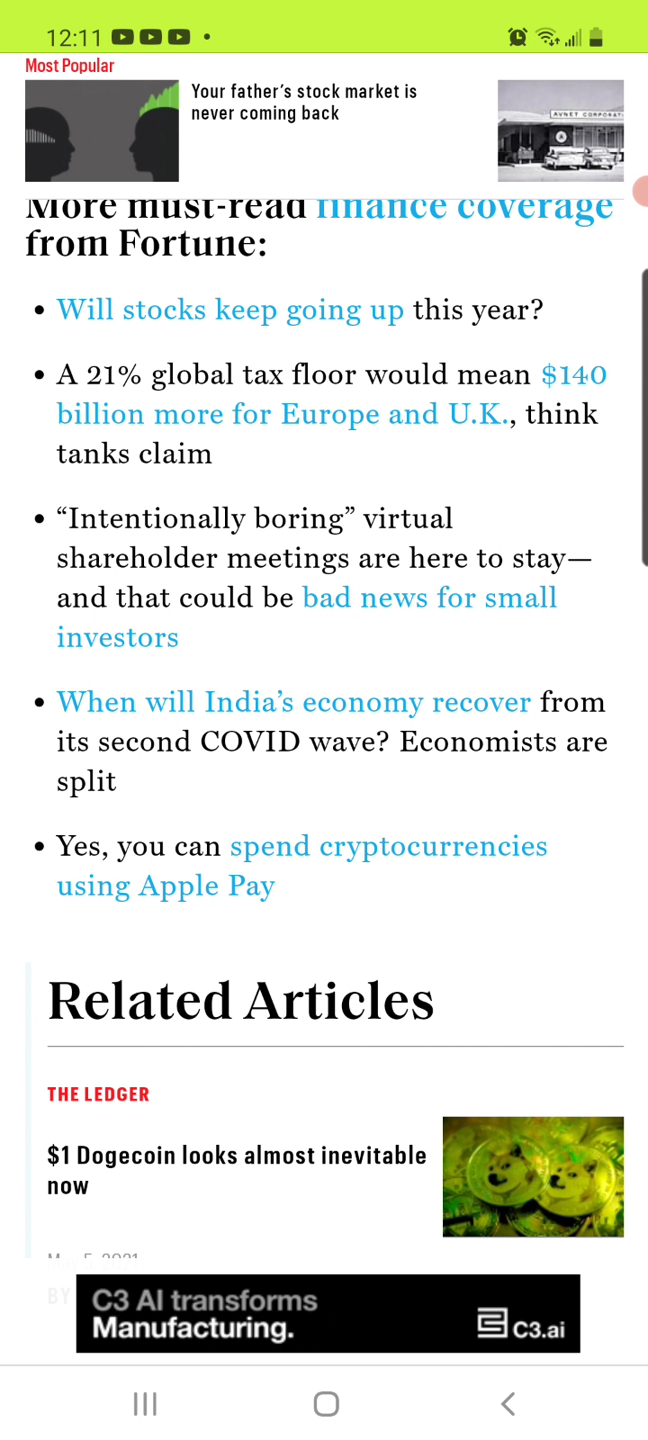 12:11
Most Popular
Your father's stock market is
never coming back
AVNET CORPORAT
More must-read finance coverage
from Fortune:
• Will stocks keep going up this year?
• A 21% global tax floor would mean $140
billion more for Europe and U.K., think
tanks claim
• “Intentionally boring” virtual
shareholder meetings are here to stay—
and that could be bad news for small
investors
• When will India’s economy recover from
its second COVID wave? Economists are
split
• Yes, you can spend cryptocurrencies
using Apple Pay
Related Articles
THE LEDGER
$1 Dogecoin looks almost inevitable
now
May 5, 2021
BY
C3 AI transforms
Manufacturing.
C3.ai